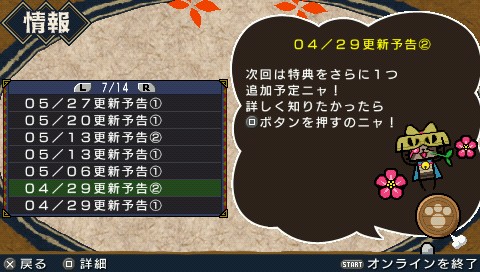 情報
L 7/14 R
05/27更新予告①
05/20更新予告①
05/13更新予告②
05/13更新予告①
05/06更新予告①
04/29更新予告②
04/29更新予告①
04/29更新予告②
次回は特典をさらに1つ
追加予定ニャ！
詳しく知りたかったら
□ボタンを押すのニャ！
×戻る □詳細
START オンラインを終了